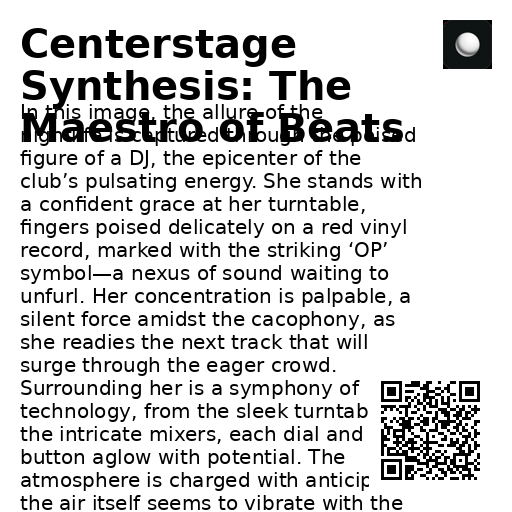 Centerstage
Synthesis: The
Maestro of Beats
In this image, the allure of the
nightlife is captured through the poised
figure of a DJ, the epicenter of the
club’s pulsating energy. She stands with
a confident grace at her turntable,
fingers poised delicately on a red vinyl
record, marked with the striking ‘OP’
symbol—a nexus of sound waiting to
unfurl. Her concentration is palpable, a
silent force amidst the cacophony, as
she readies the next track that will
surge through the eager crowd.
Surrounding her is a symphony of
technology, from the sleek turntab
the intricate mixers, each dial and
button aglow with potential. The
atmosphere is charged with anticip
the air itself seems to vibrate with the